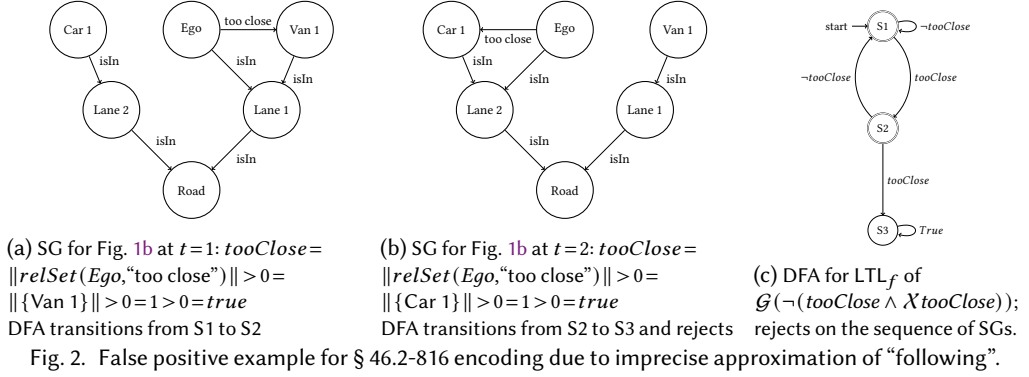 Car 1
Ego
too close
Van 1
isIn
isIn
isIn
Lane 2
Lane 1
isIn
isIn
Road
(a) SG for Fig. 1b at t=1: tooClose=
‖relSet(Ego,“too close”)‖>0=
‖{Van 1}‖>0=1>0=true
DFA transitions from S1 to S2
Car 1
too close
Ego
Van 1
isIn
isIn
isIn
Lane 2
Lane 1
isIn
isIn
Road
(b) SG for Fig. 1b at t=2: tooClose=
‖relSet(Ego,“too close”)‖>0=
‖{Car 1}‖>0=1>0=true
DFA transitions from S2 to S3 and rejects
start
S1
¬tooClose
¬tooClose
tooClose
S2
tooClose
S3
True
(c) DFA for LTL_f of
𝒢(¬(tooClose ∧ 𝒳tooClose));
rejects on the sequence of SGs.
Fig. 2. False positive example for § 46.2-816 encoding due to imprecise approximation of “following”.